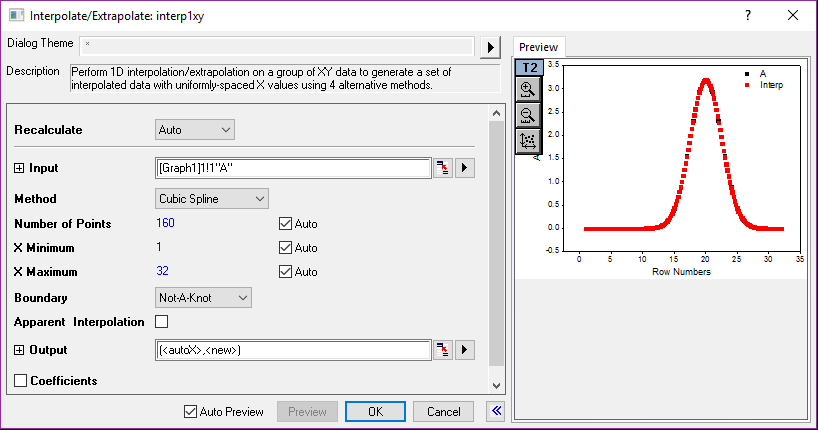 Interpolate/Extrapolate: interp1xy
?
Dialog Theme *
Description Perform 1D interpolation/extrapolation on a group of XY data to generate a set of
interpolated data with uniformly-spaced X values using 4 alternative methods.
Recalculate Auto
Input [Graph1]1!1"A"
Method Cubic Spline
Number of Points 160 Auto
X Minimum 1 Auto
X Maximum 32 Auto
Boundary Not-A-Knot
Apparent Interpolation
Output (<autoX>,<new>)
Coefficients
Auto Preview Preview OK Cancel
Preview
T2
A
Interp
3.5
3.0
2.5
2.0
1.5
1.0
0.5
0.0
-0.5
A
0 5 10 15 20 25 30 35
Row Numbers